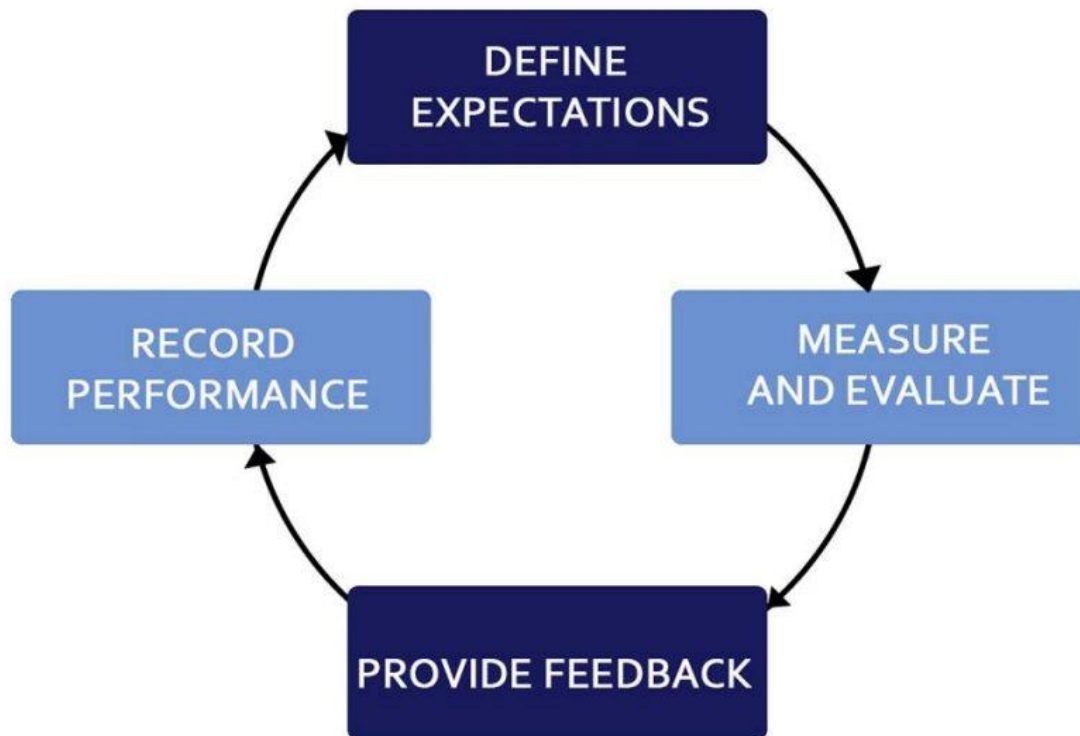 DEFINE
EXPECTATIONS
MEASURE
AND EVALUATE
PROVIDE FEEDBACK
RECORD
PERFORMANCE